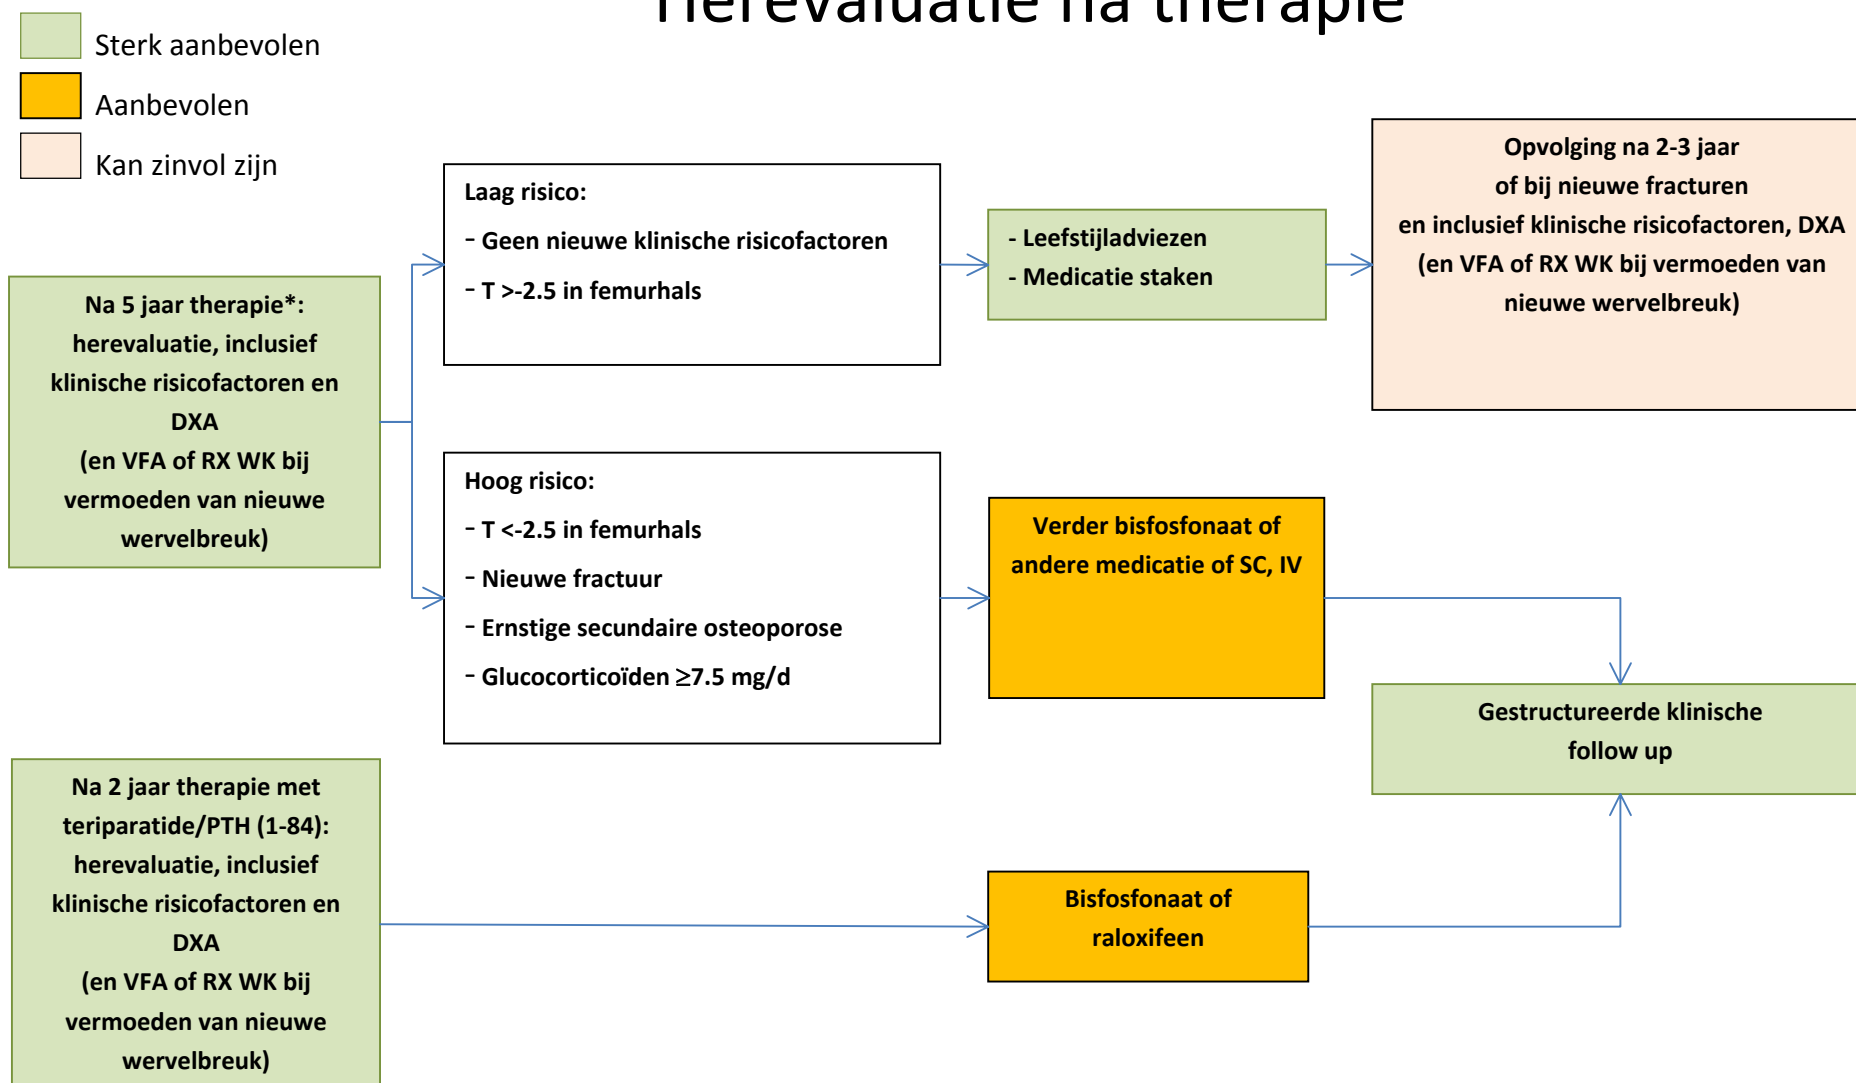 Herevaluatie na therapie
Sterk aanbevolen
Aanbevolen
Kan zinvol zijn
Na 5 jaar therapie*:
herevaluatie, inclusief
klinische risicofactoren en
DXA
(en VFA of RX WK bij
vermoeden van nieuwe
wervelbreuk)
Laag risico:
- Geen nieuwe klinische risicofactoren
- T >-2.5 in femurhals
- Leefstijladviezen
- Medicatie staken
Opvolging na 2-3 jaar
of bij nieuwe fracturen
en inclusief klinische risicofactoren, DXA
(en VFA of RX WK bij vermoeden van
nieuwe wervelbreuk)
Hoog risico:
- T <-2.5 in femurhals
- Nieuwe fractuur
- Ernstige secundaire osteoporose
- Glucocorticoïden ≥7.5 mg/d
Verder bisfosfonaat of
andere medicatie of SC, IV
Gestructureerde klinische
follow up
Na 2 jaar therapie met
teriparatide/PTH (1-84):
herevaluatie, inclusief
klinische risicofactoren en
DXA
(en VFA of RX WK bij
vermoeden van nieuwe
wervelbreuk)
Bisfosfonaat of
raloxifeen